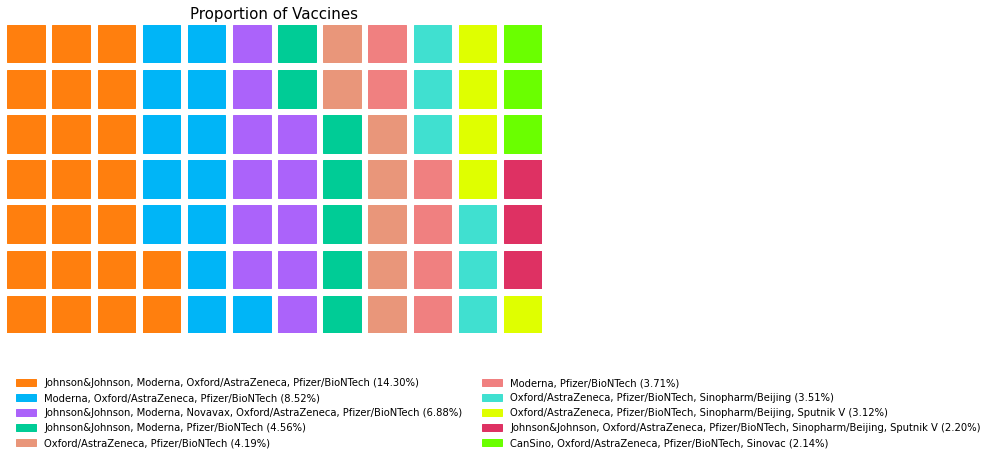 Proportion of Vaccines
Johnson&Johnson, Moderna, Oxford/AstraZeneca, Pfizer/BioNTech (14.30%)
Moderna, Oxford/AstraZeneca, Pfizer/BioNTech (8.52%)
Johnson&Johnson, Moderna, Novavax, Oxford/AstraZeneca, Pfizer/BioNTech (6.88%)
Johnson&Johnson, Moderna, Pfizer/BioNTech (4.56%)
Oxford/AstraZeneca, Pfizer/BioNTech (4.19%)
Moderna, Pfizer/BioNTech (3.71%)
Oxford/AstraZeneca, Pfizer/BioNTech, Sinopharm/Beijing (3.51%)
Oxford/AstraZeneca, Pfizer/BioNTech, Sinopharm/Beijing, Sputnik V (3.12%)
Johnson&Johnson, Oxford/AstraZeneca, Pfizer/BioNTech, Sinopharm/Beijing, Sputnik V (2.20%)
CanSino, Oxford/AstraZeneca, Pfizer/BioNTech, Sinovac (2.14%)